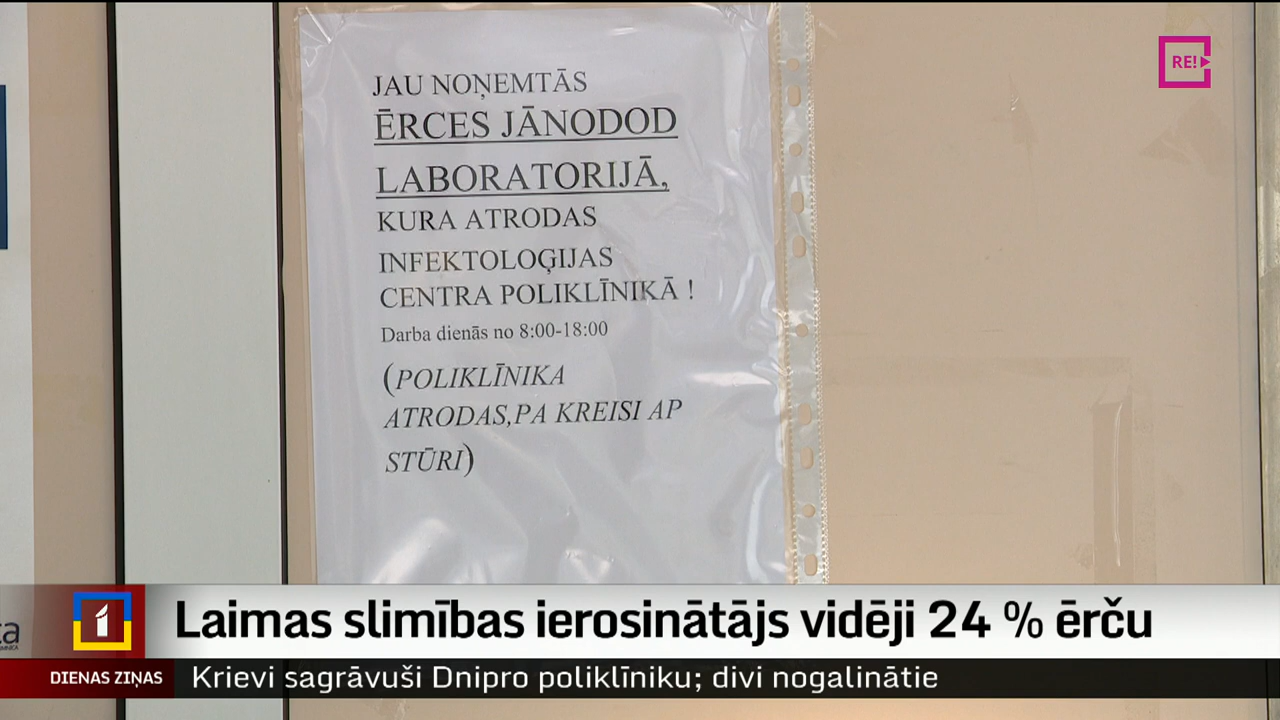 RE!
JAU NOŅEMTĀS
ĒRCES JĀNODOD
LABORATORIJĀ,
KURA ATRODAS
INFEKTOLOĢIJAS
CENTRA POLIKLĪNIKĀ !
Darba dienās no 8:00-18:00
(POLIKLĪNIKA
ATRODAS,PA KREISI AP
STŪRI)
1
Laimas slimības ierosinātājs vidēji 24 % ērču
DIENAS ZIŅAS
Krievi sagrāvuši Dnipro poliklīniku; divi nogalinātie